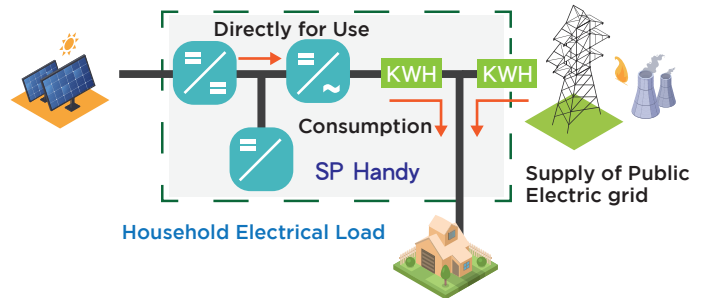 Directly for Use
KWH
KWH
Consumption
SP Handy
Supply of Public
Electric grid
Household Electrical Load